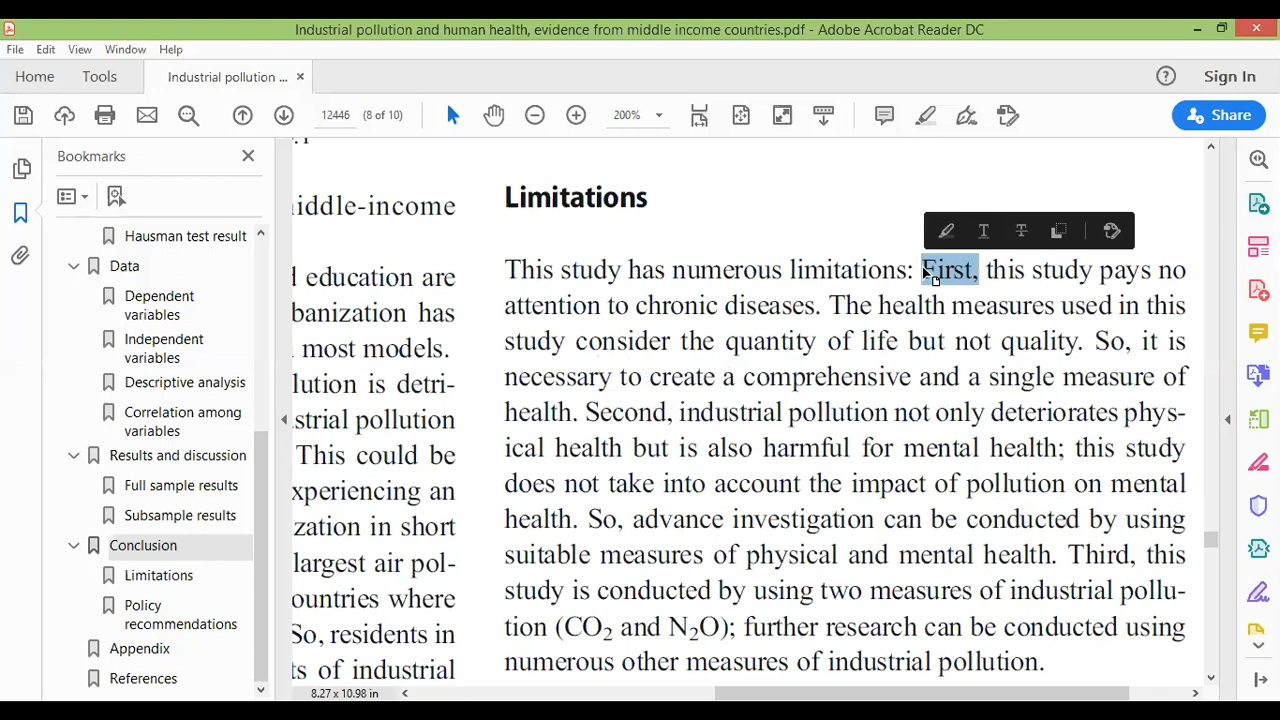 Industrial pollution and human health, evidence from middle income countries.pdf - Adobe Acrobat Reader DC
File Edit View Window Help
Home Tools Industrial pollution ... Sign In
12446 (8 of 10) 200% Share
Bookmarks
Hausman test result
Data
Dependent
variables
Independent
variables
Descriptive analysis
Correlation among
variables
Results and discussion
Full sample results
Subsample results
Conclusion
Limitations
Policy
recommendations
Appendix
References
iddle-income
d education are
banization has
most models.
lution is detri-
strial pollution
This could be
xperiencing an
ization in short
largest air pol-
ountries where
So, residents in
ts of industrial
8.27 x 10.98 in
Limitations
This study has numerous limitations: First, this study pays no
attention to chronic diseases. The health measures used in this
study consider the quantity of life but not quality. So, it is
necessary to create a comprehensive and a single measure of
health. Second, industrial pollution not only deteriorates phys-
ical health but is also harmful for mental health; this study
does not take into account the impact of pollution on mental
health. So, advance investigation can be conducted by using
suitable measures of physical and mental health. Third, this
study is conducted by using two measures of industrial pollu-
tion (CO₂ and N₂O); further research can be conducted using
numerous other measures of industrial pollution.